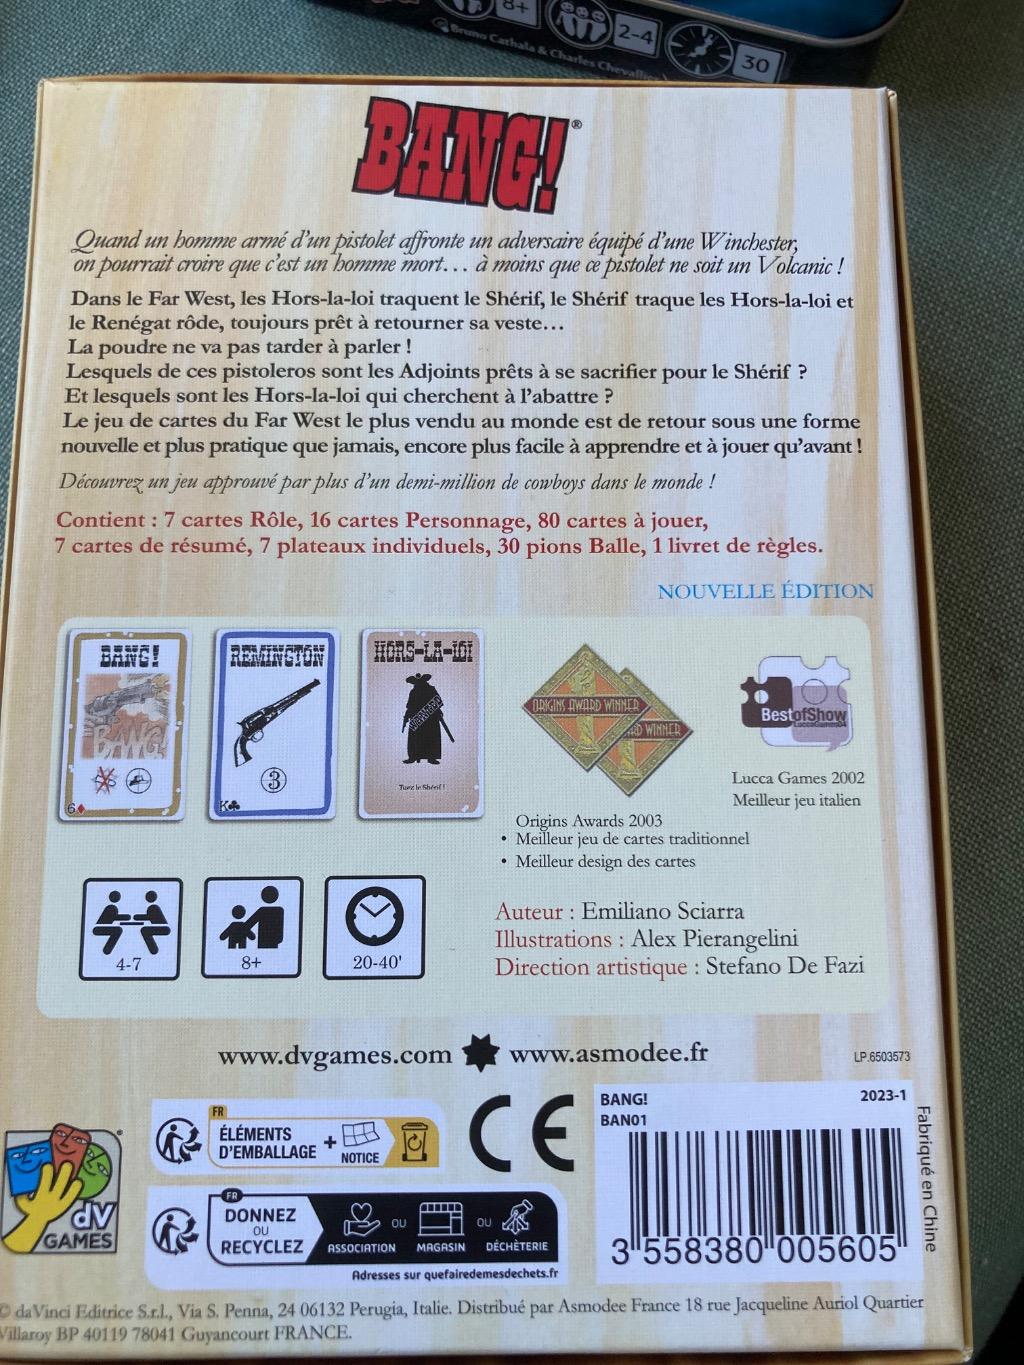 8+
2-4
30
Bruno Cathala & Charles Chevallier
BANG!®
Quand un homme armé d'un pistolet affronte un adversaire équipé d'une Winchester,
on pourrait croire que c'est un homme mort… à moins que ce pistolet ne soit un Volcanic !
Dans le Far West, les Hors-la-loi traquent le Shérif, le Shérif traque les Hors-la-loi et
le Renégat rôde, toujours prêt à retourner sa veste…
La poudre ne va pas tarder à parler !
Lesquels de ces pistoleros sont les Adjoints prêts à se sacrifier pour le Shérif ?
Et lesquels sont les Hors-la-loi qui cherchent à l'abattre ?
Le jeu de cartes du Far West le plus vendu au monde est de retour sous une forme
nouvelle et plus pratique que jamais, encore plus facile à apprendre et à jouer qu'avant !
Découvrez un jeu approuvé par plus d'un demi-million de cowboys dans le monde !
Contient : 7 cartes Rôle, 16 cartes Personnage, 80 cartes à jouer,
7 cartes de résumé, 7 plateaux individuels, 30 pions Balle, 1 livret de règles.
NOUVELLE ÉDITION
BANG!
BANG
6♦
REMINGTON
3
K♣
HORS-LA-LOI
WANTED
Tuez le Shérif !
ORIGINS AWARD WINNER
RD WINNER
BestofShow
LuccaGames
Lucca Games 2002
Meilleur jeu italien
Origins Awards 2003
• Meilleur jeu de cartes traditionnel
• Meilleur design des cartes
4-7
8+
20-40'
Auteur : Emiliano Sciarra
Illustrations : Alex Pierangelini
Direction artistique : Stefano De Fazi
www.dvgames.com www.asmodee.fr
LP.6503573
dV
GAMES
FR
ÉLÉMENTS
D'EMBALLAGE
+
NOTICE
CE
FR
DONNEZ
OU
RECYCLEZ
ASSOCIATION
OU
MAGASIN
OU
DÉCHÈTERIE
Adresses sur quefairedemesdechets.fr
BANG!
2023-1
BAN01
3 558380 005605
Fabriqué en Chine
© daVinci Editrice S.r.l., Via S. Penna, 24 06132 Perugia, Italie. Distribué par Asmodee France 18 rue Jacqueline Auriol Quartier
Villaroy BP 40119 78041 Guyancourt FRANCE.